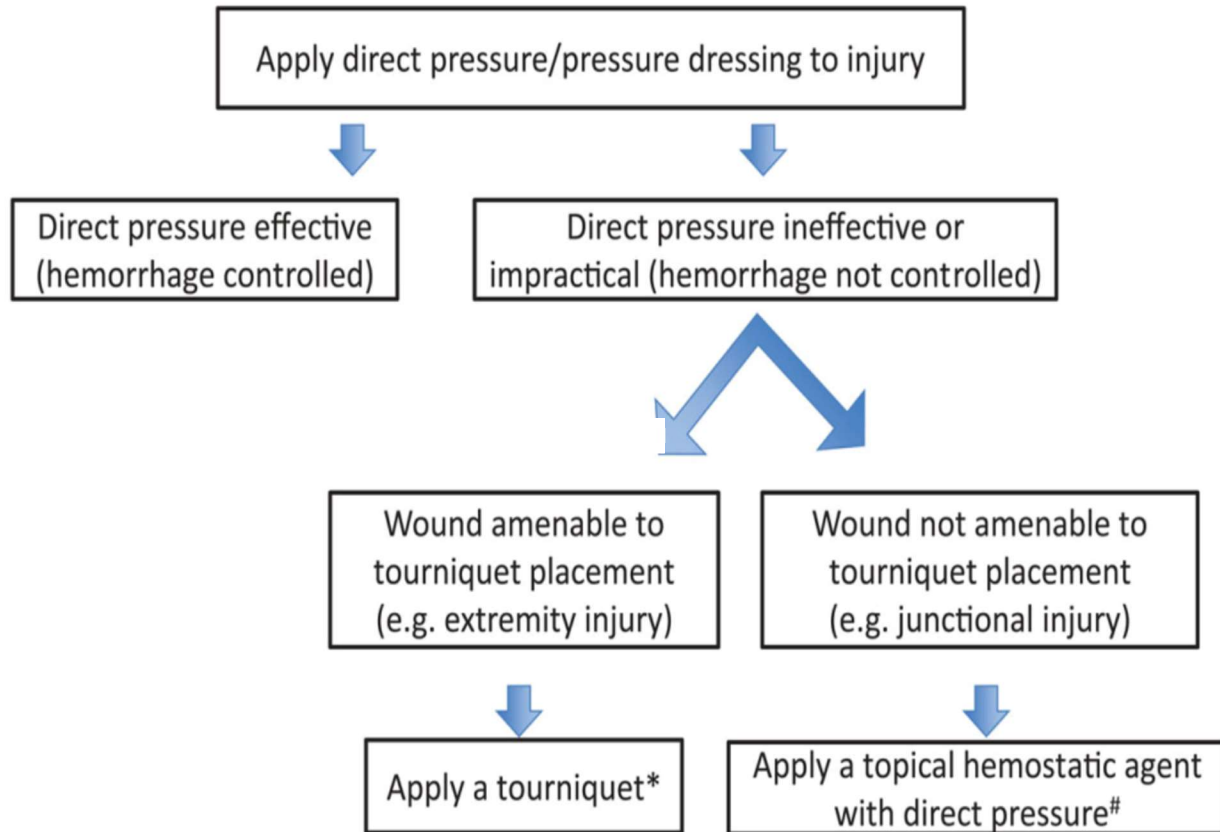 Apply direct pressure/pressure dressing to injury
Direct pressure effective
(hemorrhage controlled)
Direct pressure ineffective or
impractical (hemorrhage not controlled)
Wound amenable to
tourniquet placement
(e.g. extremity injury)
Wound not amenable to
tourniquet placement
(e.g. junctional injury)
Apply a tourniquet*
Apply a topical hemostatic agent
with direct pressure#